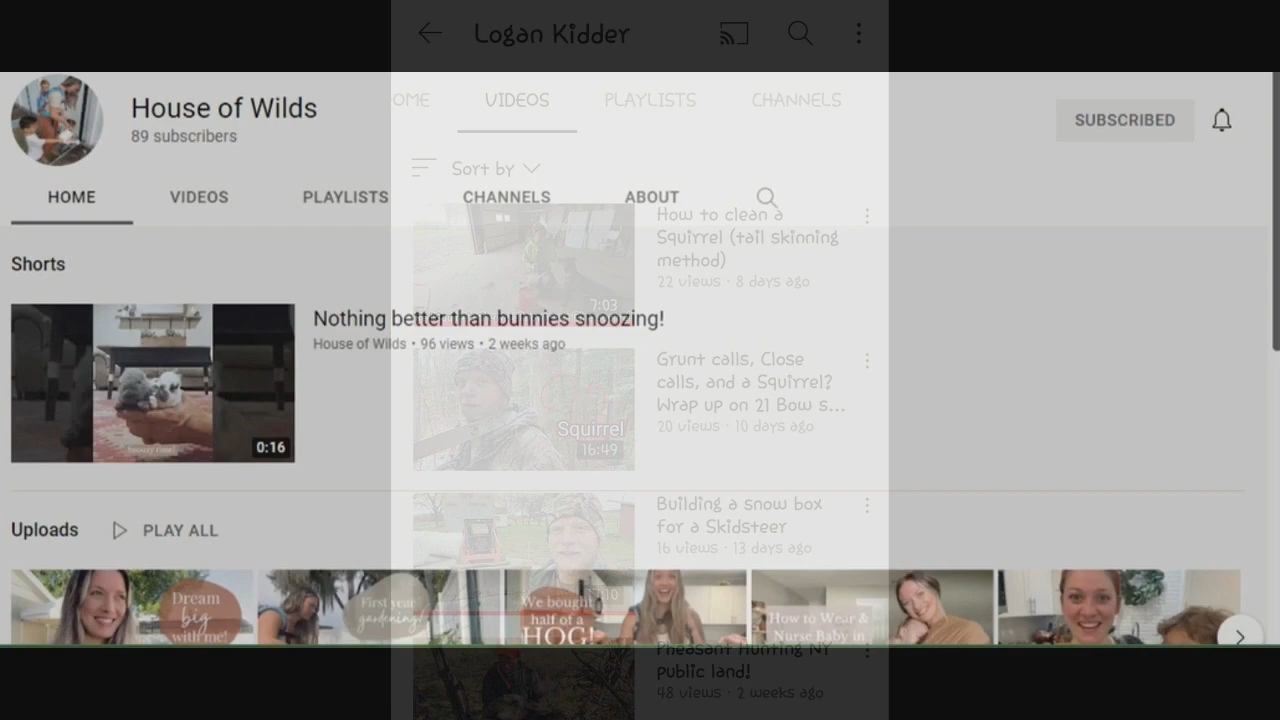 Logan Kidder
OME VIDEOS PLAYLISTS CHANNELS
Sort by
How to clean a
Squirrel (tail skinning
method)
22 views · 8 days ago
7:03
Grunt calls, Close
calls, and a Squirrel?
Wrap up on 21 Bow s...
20 views · 10 days ago
Squirrel
16:49
Building a snow box
for a Skidsteer
16 views · 13 days ago
Pheasant Hunting NY
public land!
48 views · 2 weeks ago
House of Wilds
89 subscribers
SUBSCRIBED
HOME VIDEOS PLAYLISTS CHANNELS ABOUT
Shorts
Nothing better than bunnies snoozing!
House of Wilds • 96 views • 2 weeks ago
0:16
Uploads PLAY ALL
Dream
big
with me!
First year
gardening!
We bought
half of a
HOG!
How to Wear &
Nurse Baby in